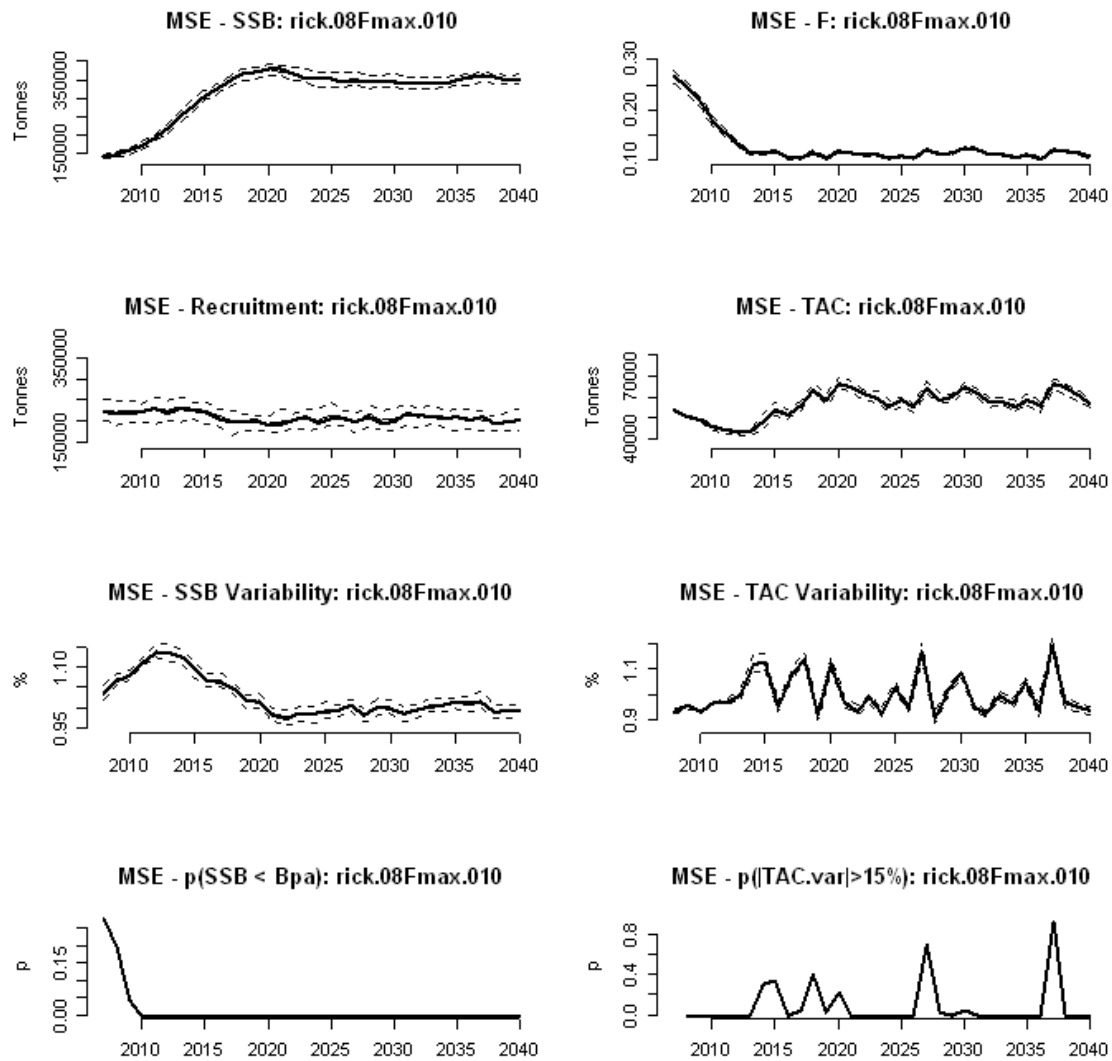 MSE - SSB: rick.08Fmax.010
Tonnes
150000 350000
2010 2015 2020 2025 2030 2035 2040
MSE - F: rick.08Fmax.010
0.10 0.20 0.30
2010 2015 2020 2025 2030 2035 2040
MSE - Recruitment: rick.08Fmax.010
Tonnes
150000 350000
2010 2015 2020 2025 2030 2035 2040
MSE - TAC: rick.08Fmax.010
Tonnes
40000 70000
2010 2015 2020 2025 2030 2035 2040
MSE - SSB Variability: rick.08Fmax.010
%
0.95 1.10
2010 2015 2020 2025 2030 2035 2040
MSE - TAC Variability: rick.08Fmax.010
%
0.9 1.1
2010 2015 2020 2025 2030 2035 2040
MSE - p(SSB < Bpa): rick.08Fmax.010
p
0.00 0.15
2010 2015 2020 2025 2030 2035 2040
MSE - p(|TAC.var|>15%): rick.08Fmax.010
p
0.0 0.4 0.8
2010 2015 2020 2025 2030 2035 2040